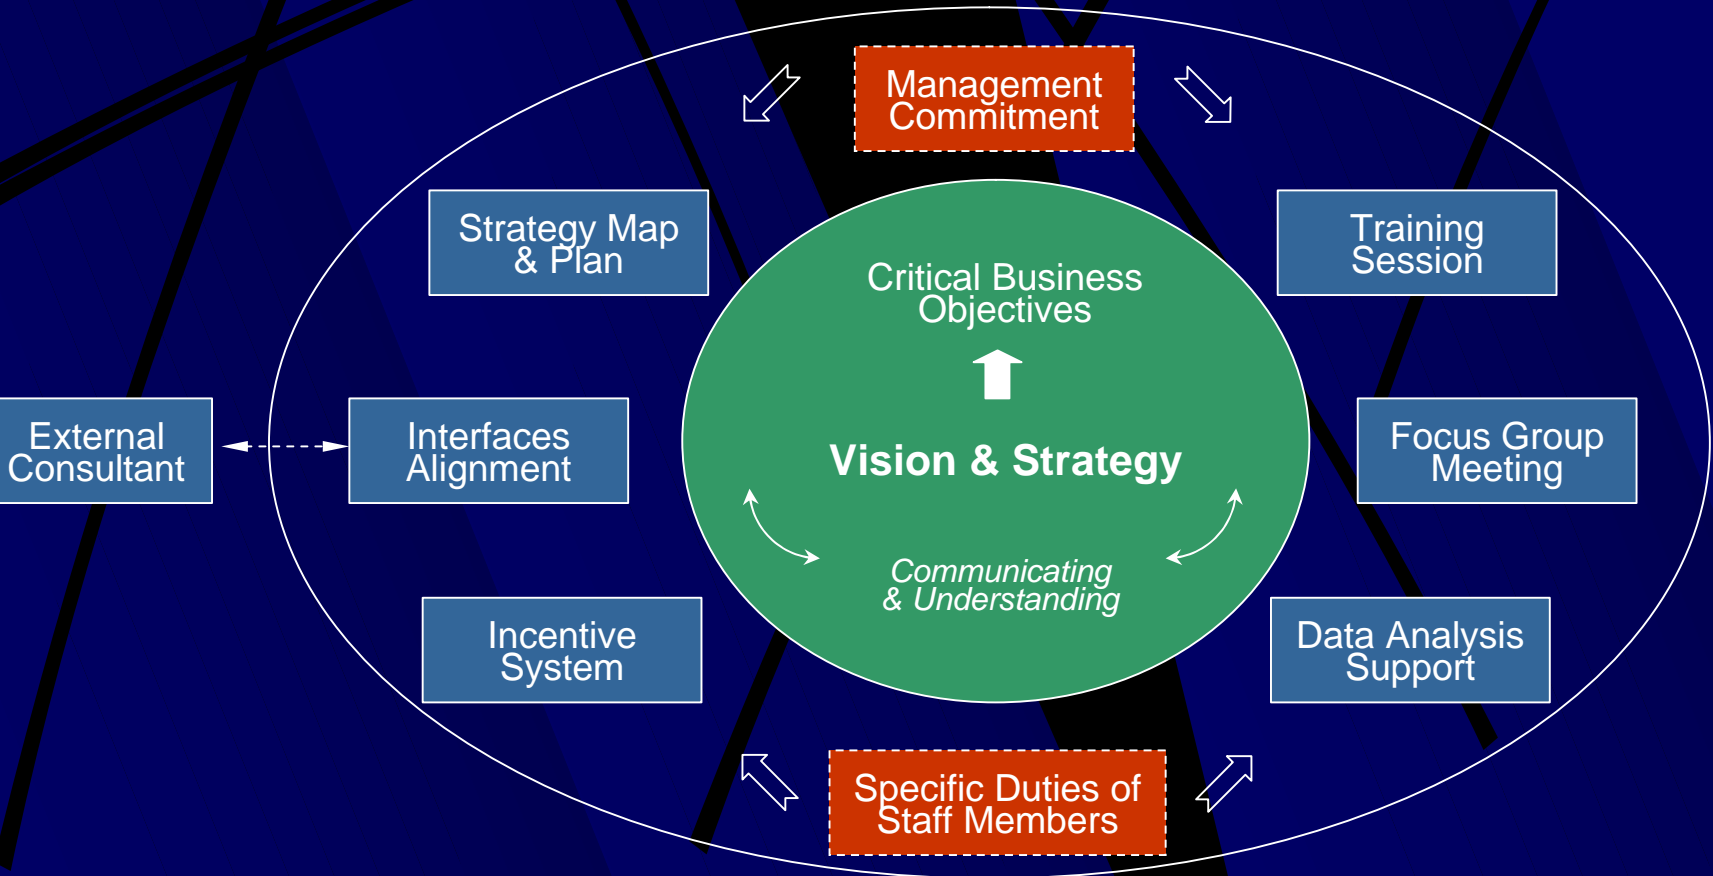 Management
Commitment
Strategy Map
& Plan
Training
Session
Critical Business
Objectives
External
Consultant
Interfaces
Alignment
Vision & Strategy
Focus Group
Meeting
Communicating
& Understanding
Incentive
System
Data Analysis
Support
Specific Duties of
Staff Members